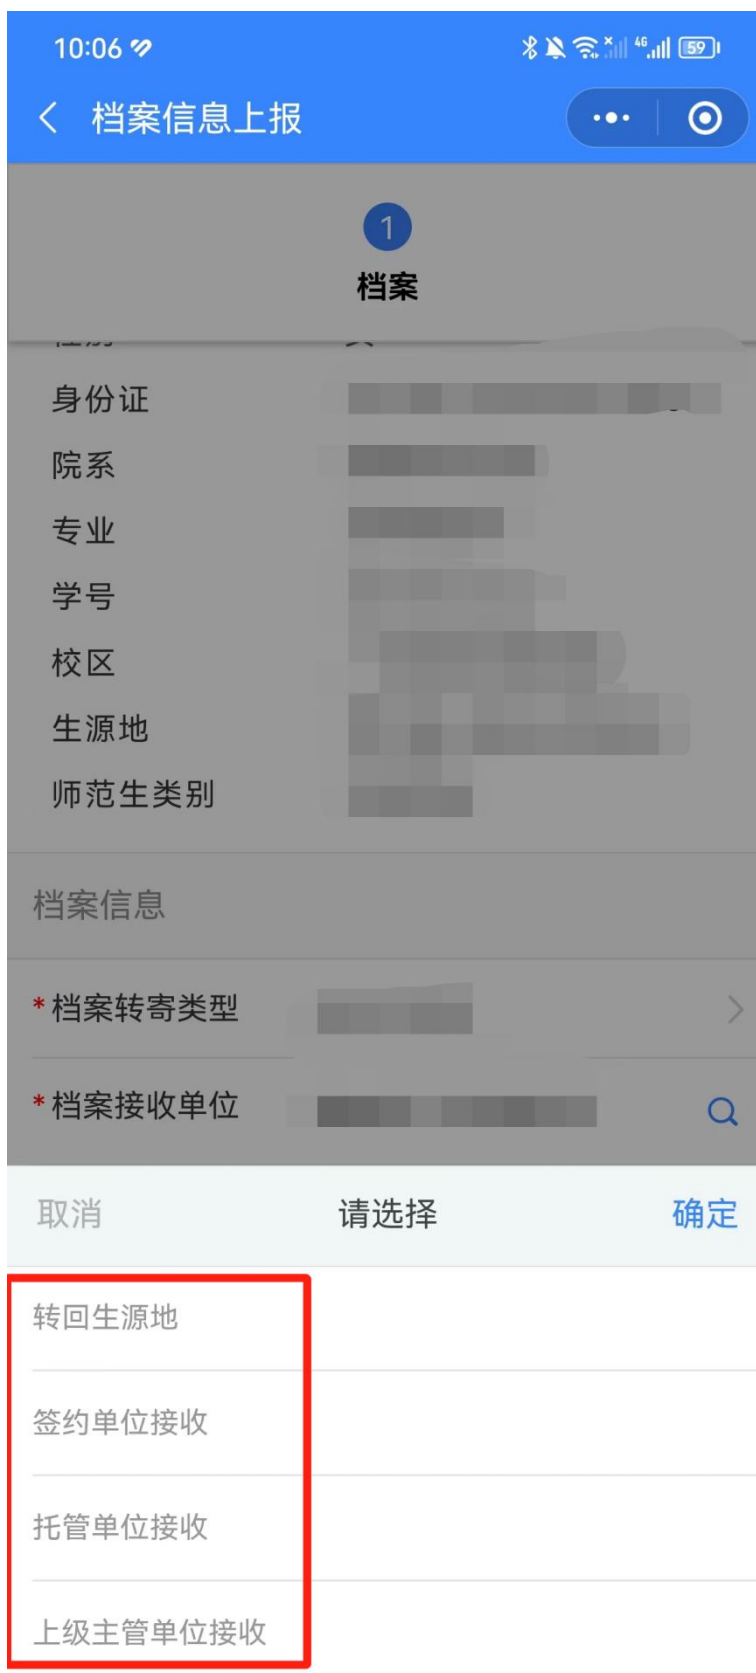 10:06
4G
59
档案信息上报
1
档案
身份证
院系
专业
学号
校区
生源地
师范生类别
档案信息
*档案转寄类型
*档案接收单位
取消 请选择 确定
转回生源地
签约单位接收
托管单位接收
上级主管单位接收